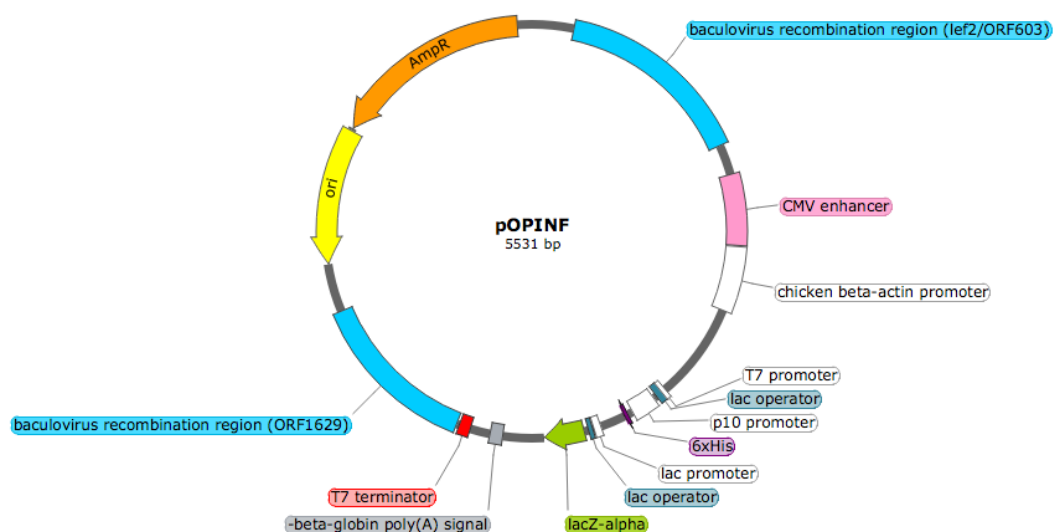 AmpR
baculovirus recombination region (lef2/ORF603)
ori
CMV enhancer
pOPINF
5531 bp
chicken beta-actin promoter
T7 promoter
lac operator
p10 promoter
baculovirus recombination region (ORF1629)
6xHis
lac promoter
T7 terminator
lac operator
-beta-globin poly(A) signal
lacZ-alpha